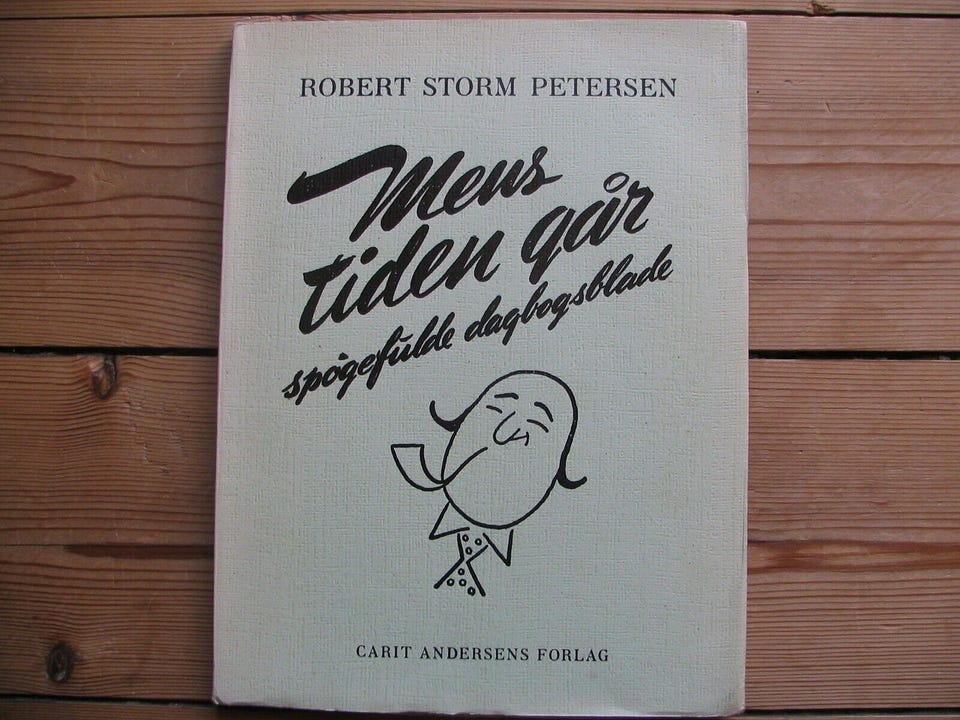 ROBERT STORM PETERSEN
Mens
tiden går
spøgefulde dagbogsblade
CARIT ANDERSENS FORLAG